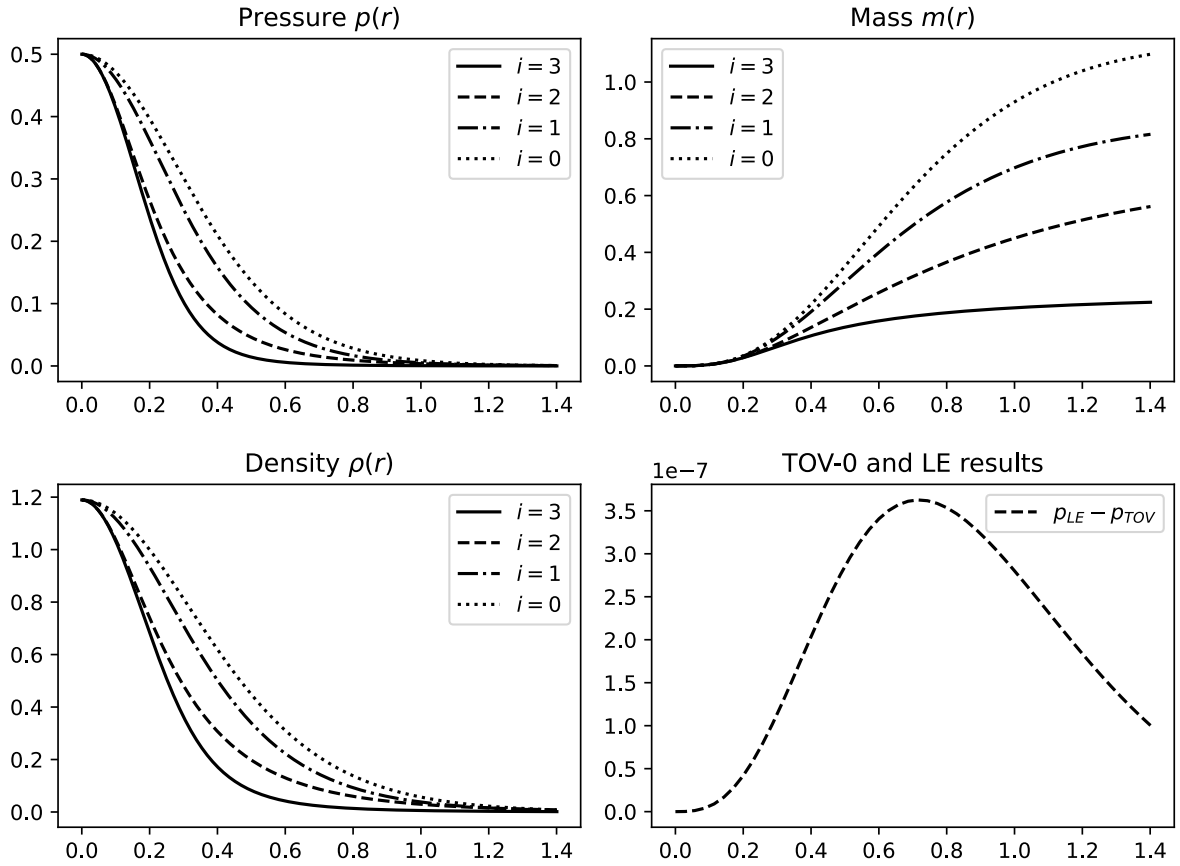 Pressure p(r)
0.5
0.4
0.3
0.2
0.1
0.0
0.0 0.2 0.4 0.6 0.8 1.0 1.2 1.4
i = 3
i = 2
i = 1
i = 0
Mass m(r)
1.0
0.8
0.6
0.4
0.2
0.0
0.0 0.2 0.4 0.6 0.8 1.0 1.2 1.4
i = 3
i = 2
i = 1
i = 0
Density ρ(r)
1.2
1.0
0.8
0.6
0.4
0.2
0.0
0.0 0.2 0.4 0.6 0.8 1.0 1.2 1.4
i = 3
i = 2
i = 1
i = 0
TOV-0 and LE results
1e−7
3.5
3.0
2.5
2.0
1.5
1.0
0.5
0.0
0.0 0.2 0.4 0.6 0.8 1.0 1.2 1.4
p_LE − p_TOV